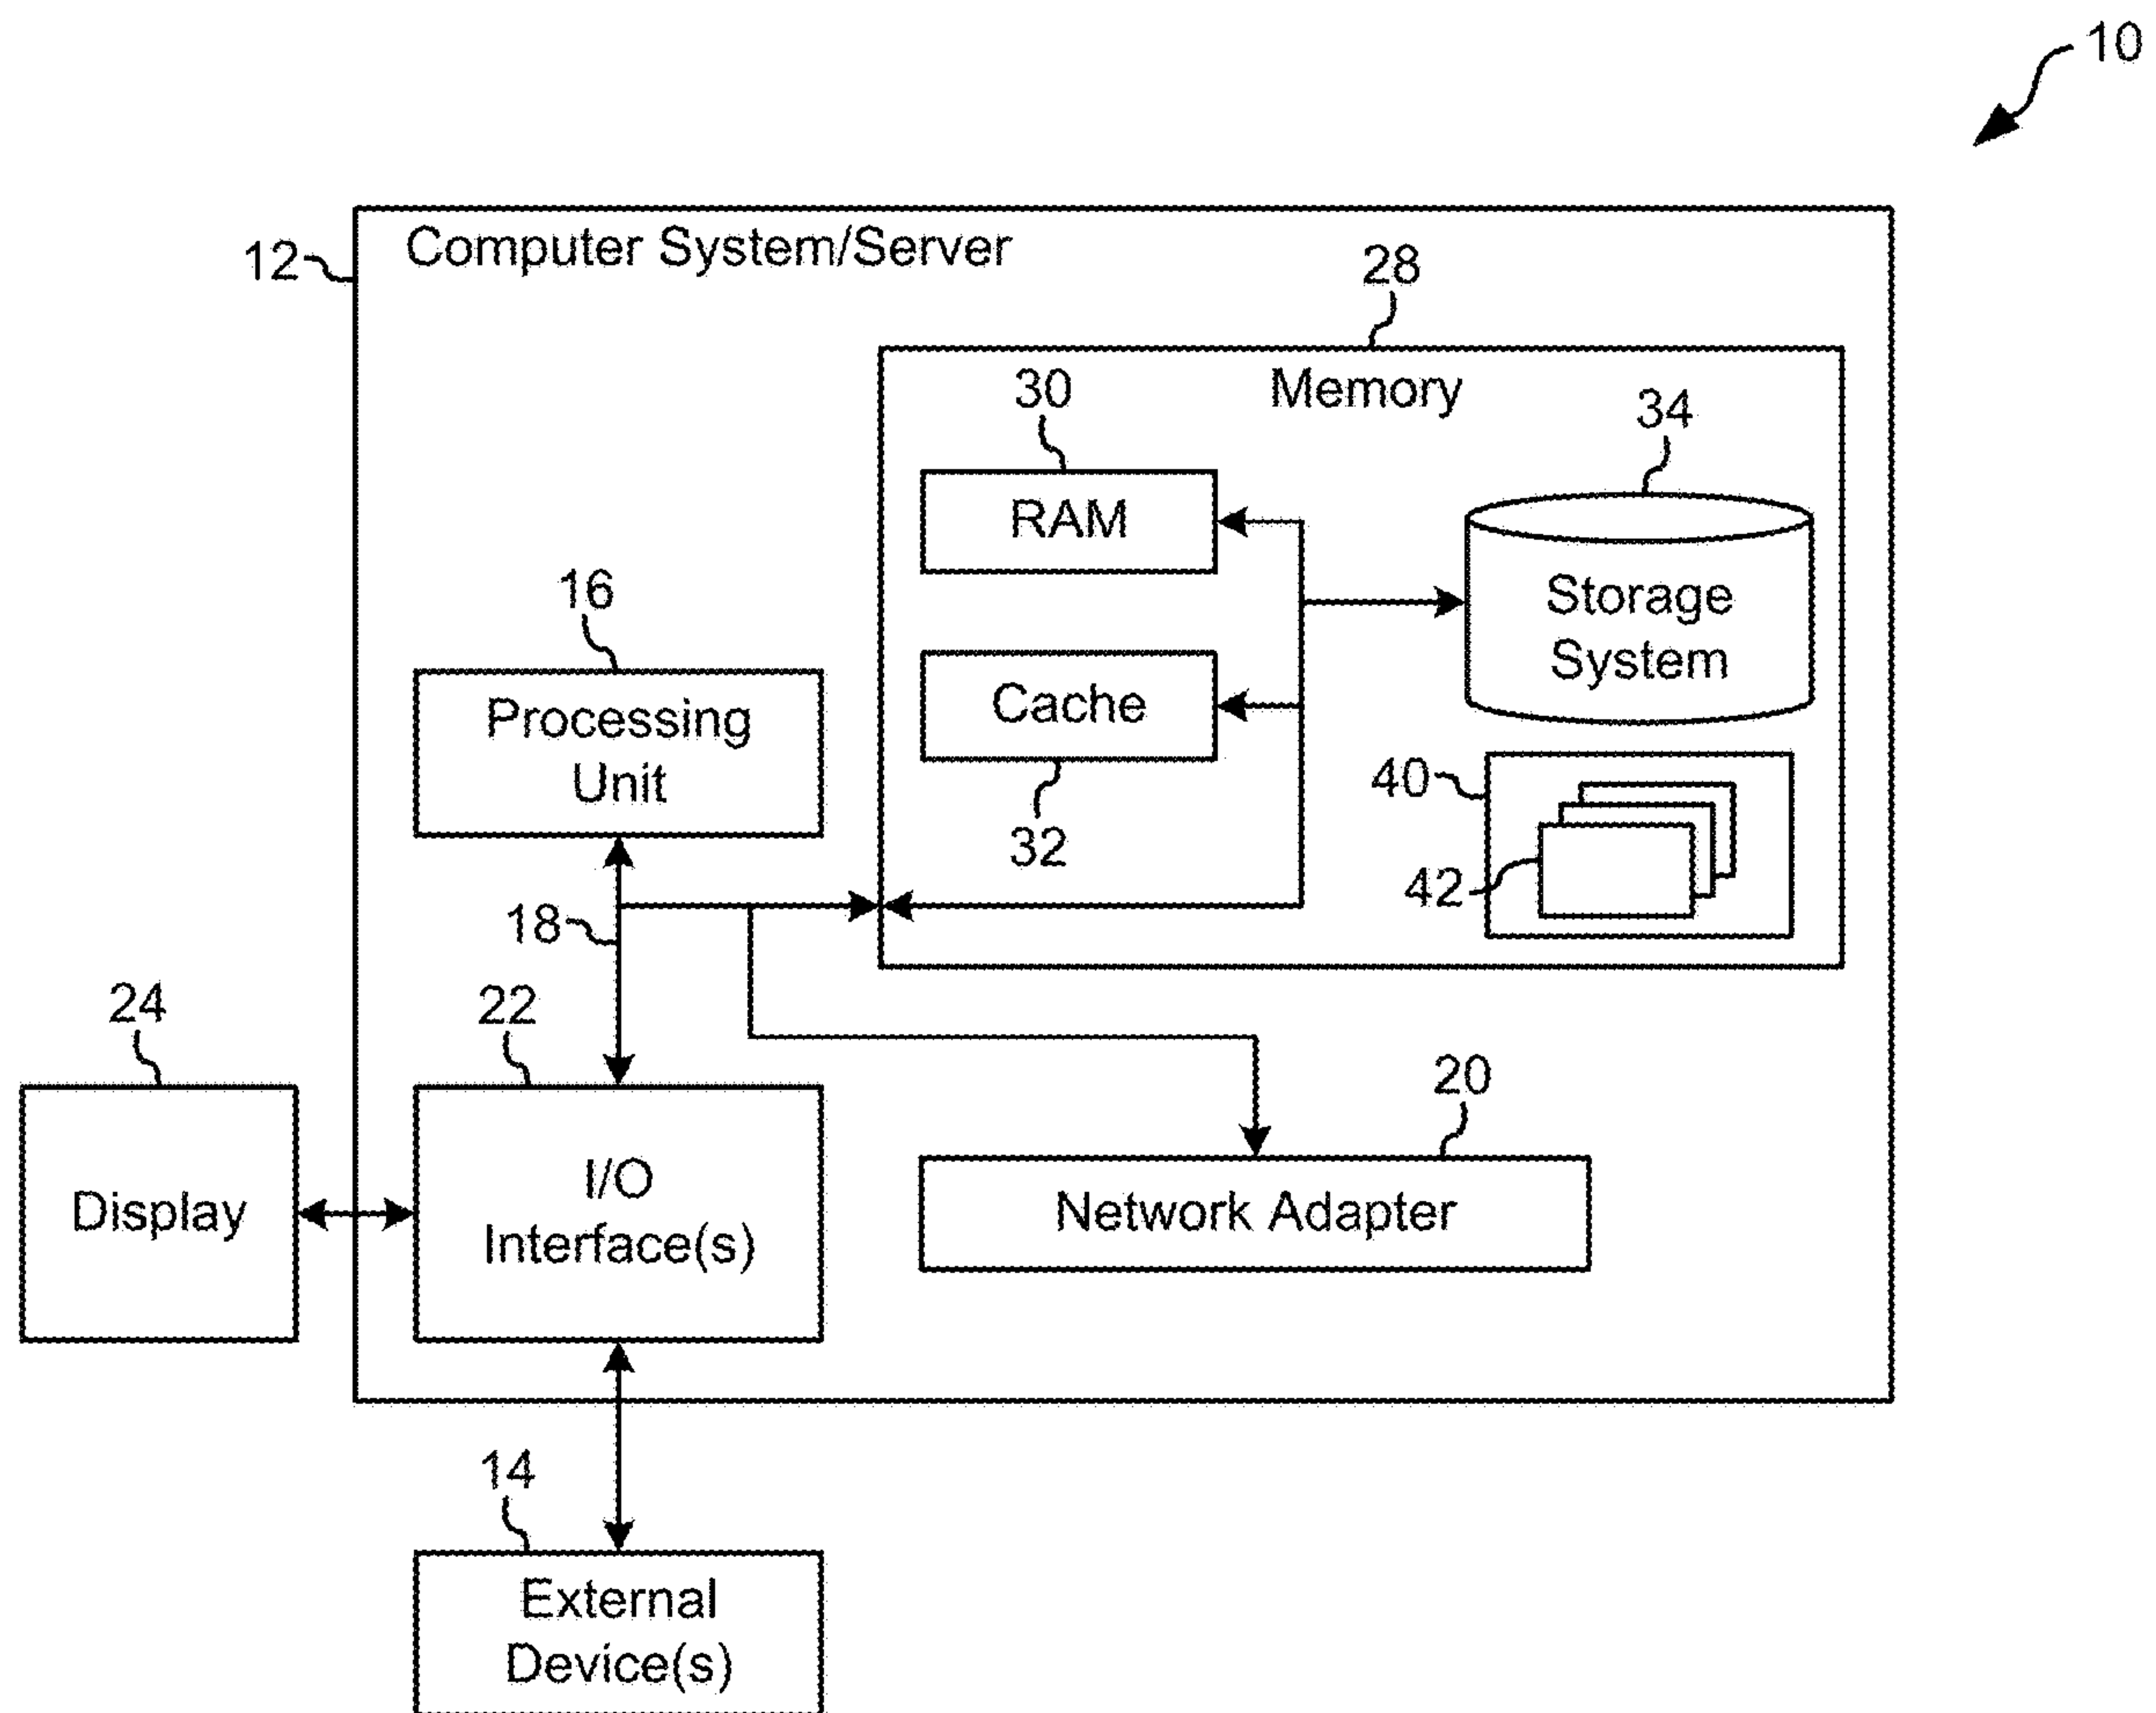 10
12
Computer System/Server
28
Memory
30
RAM
34
Storage
System
16
Processing
Unit
Cache
32
40
42
18
24
Display
22
I/O
Interface(s)
20
Network Adapter
14
External
Device(s)